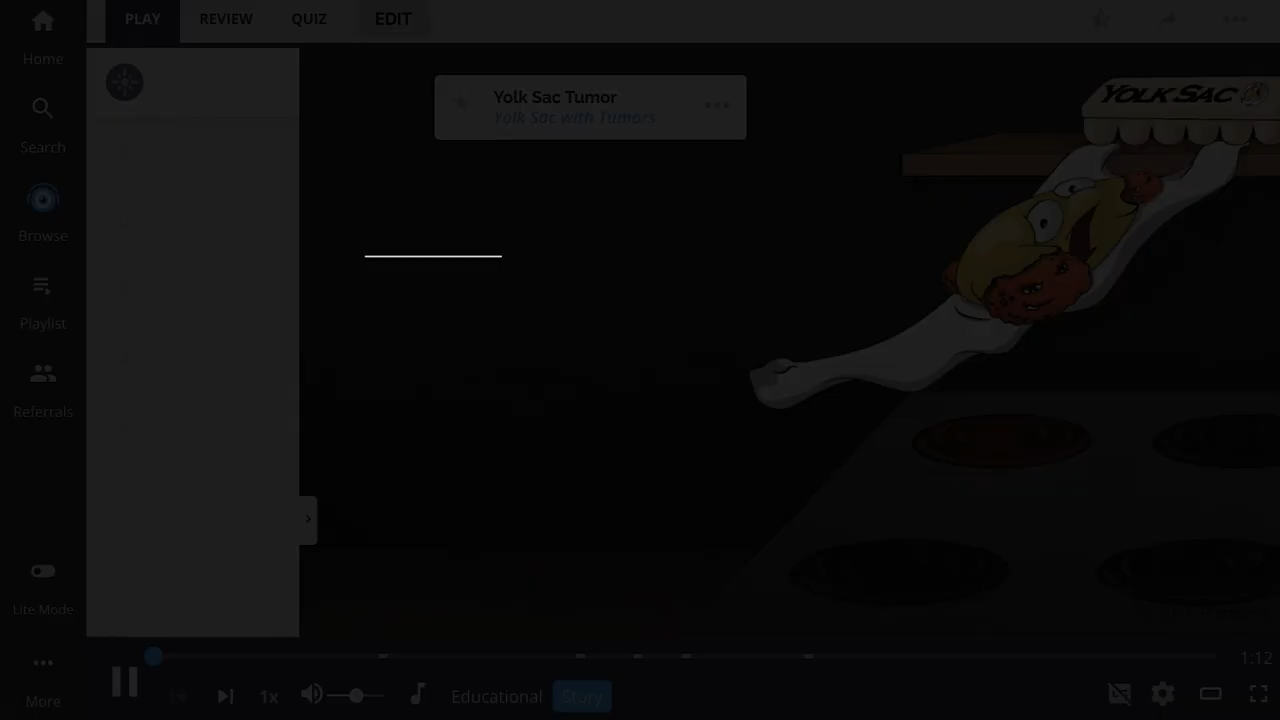 PLAY REVIEW QUIZ EDIT
Home
Search
Browse
Playlist
Referrals
Lite Mode
More
Yolk Sac Tumor
Yolk Sac with Tumors
YOLK SAC
1:12
1x
Educational Story